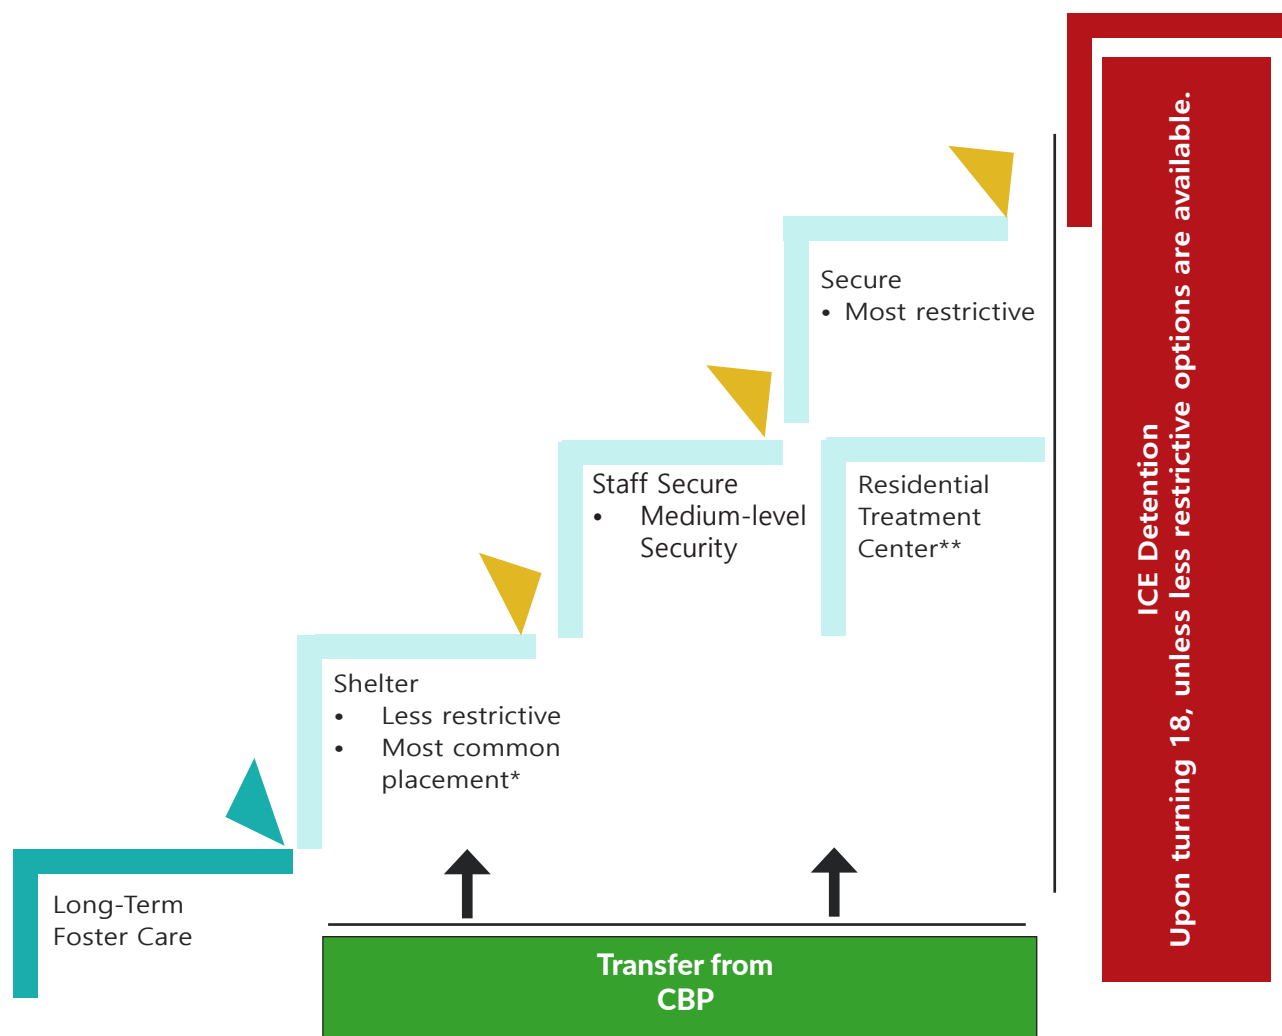 Secure
• Most restrictive
Staff Secure
• Medium-level
Security
Residential
Treatment
Center**
Shelter
• Less restrictive
• Most common
placement*
Long-Term
Foster Care
Transfer from
CBP
ICE Detention
Upon turning 18, unless less restrictive options are available.